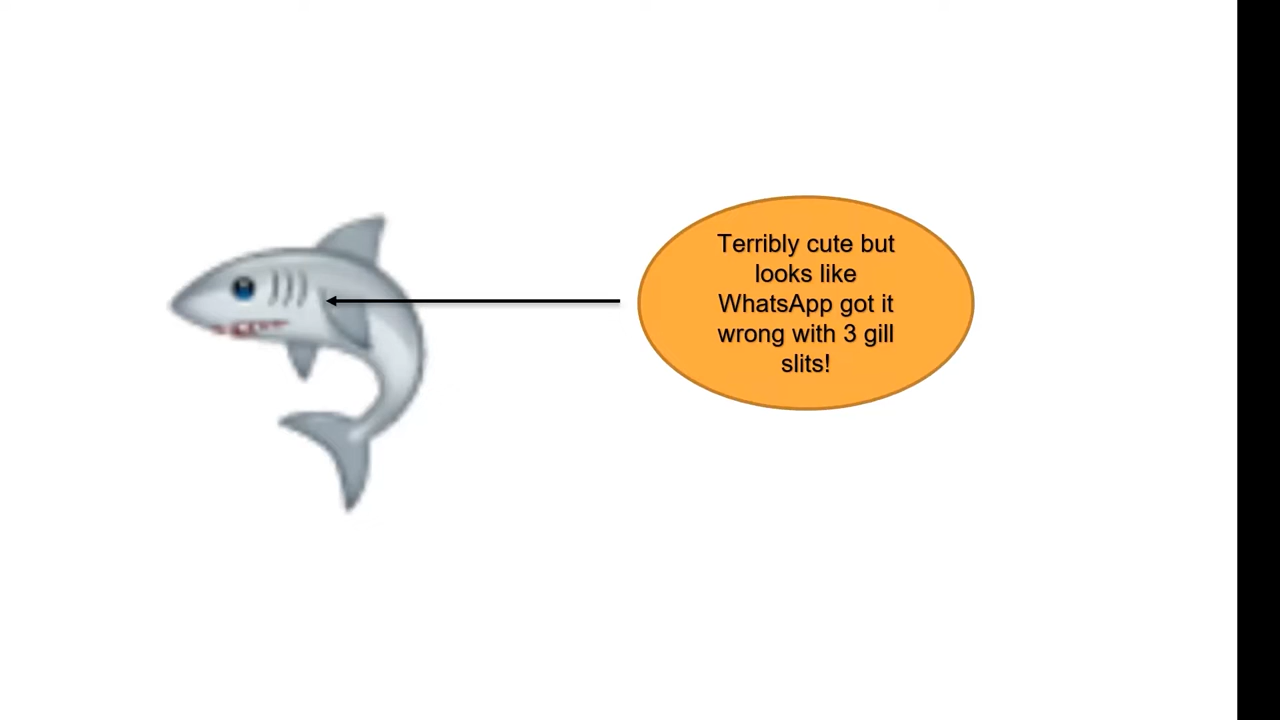 Terribly cute but
looks like
WhatsApp got it
wrong with 3 gill
slits!